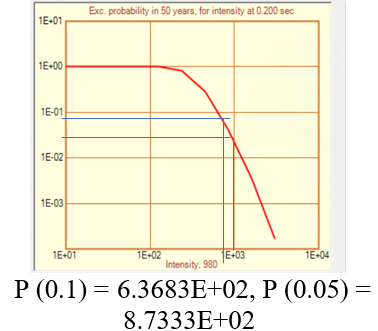 Exc. probability in 50 years, for intensity at 0.200 sec
1E+01
1E+00
1E-01
1E-02
1E-03
1E+01 1E+02 1E+03 1E+04
Intensity, 980
P (0.1) = 6.3683E+02, P (0.05) =
8.7333E+02